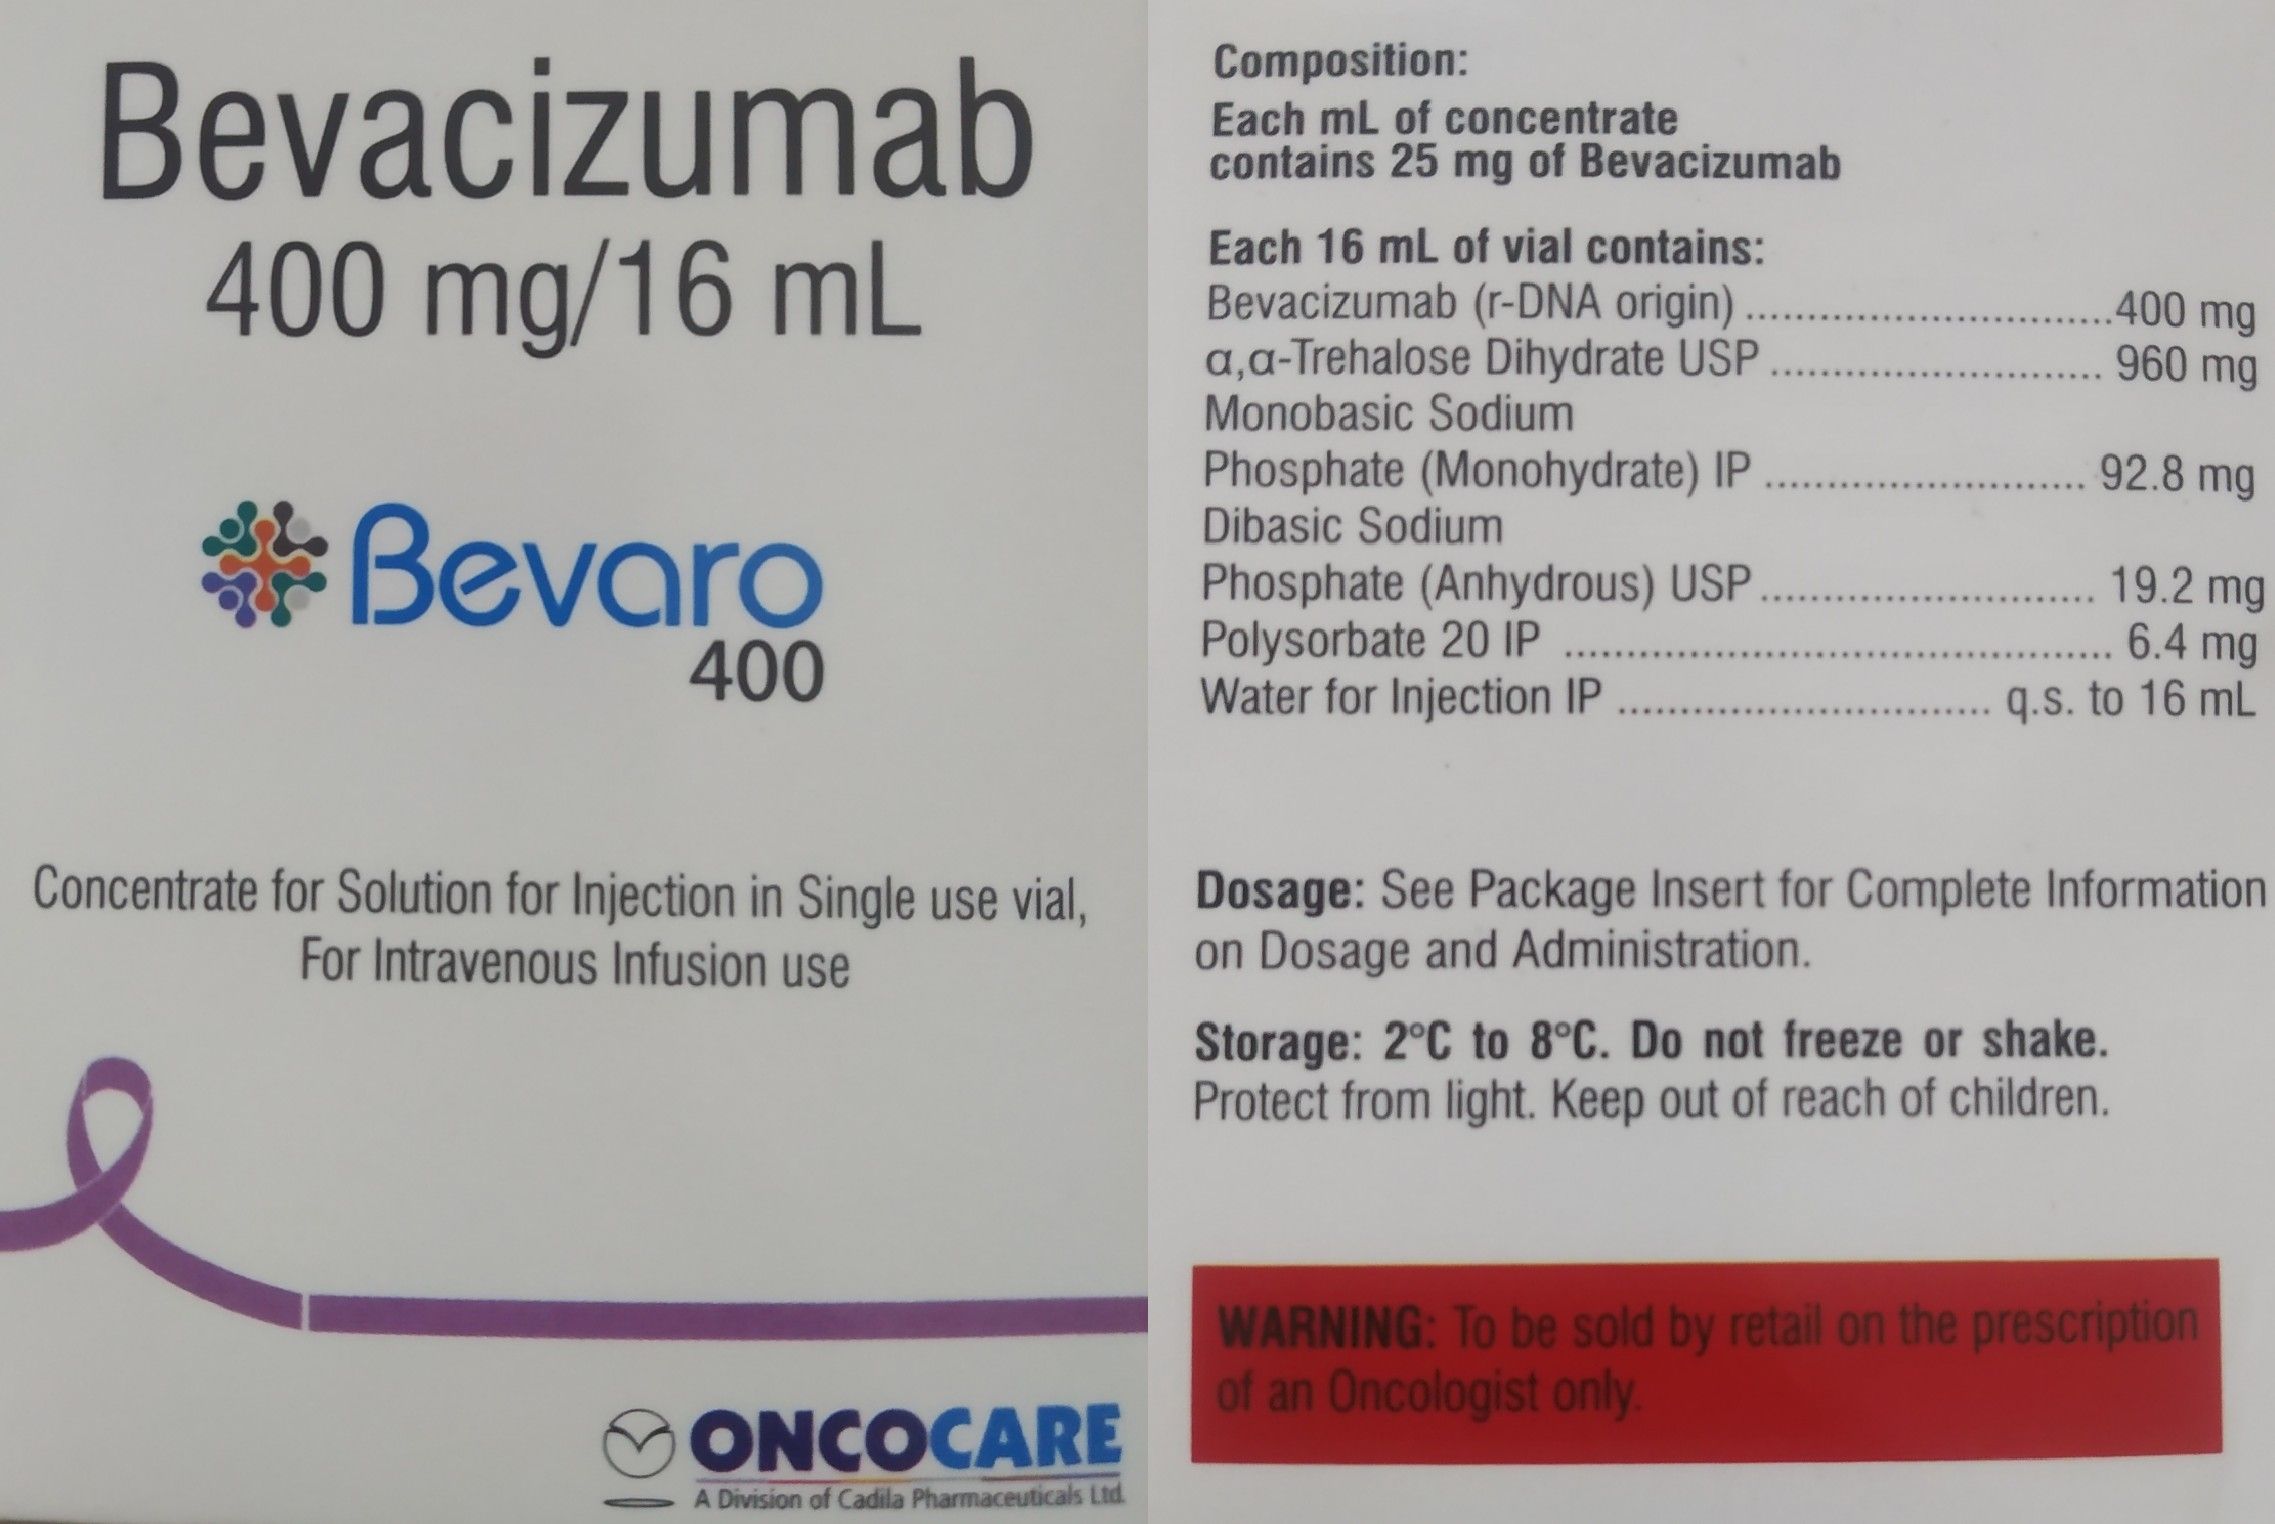 Bevacizumab
400 mg/16 mL
Bevaro
400
Concentrate for Solution for Injection in Single use vial,
For Intravenous Infusion use
ONCOCARE
A Division of Cadila Pharmaceuticals Ltd.
Composition:
Each mL of concentrate
contains 25 mg of Bevacizumab
Each 16 mL of vial contains:
Bevacizumab (r-DNA origin) ..............................400 mg
α,α-Trehalose Dihydrate USP ........................... 960 mg
Monobasic Sodium
Phosphate (Monohydrate) IP .......................... 92.8 mg
Dibasic Sodium
Phosphate (Anhydrous) USP........................... 19.2 mg
Polysorbate 20 IP ............................................. 6.4 mg
Water for Injection IP .............................. q.s. to 16 mL
Dosage: See Package Insert for Complete Information
on Dosage and Administration.
Storage: 2°C to 8°C. Do not freeze or shake.
Protect from light. Keep out of reach of children.
WARNING: To be sold by retail on the prescription
of an Oncologist only.